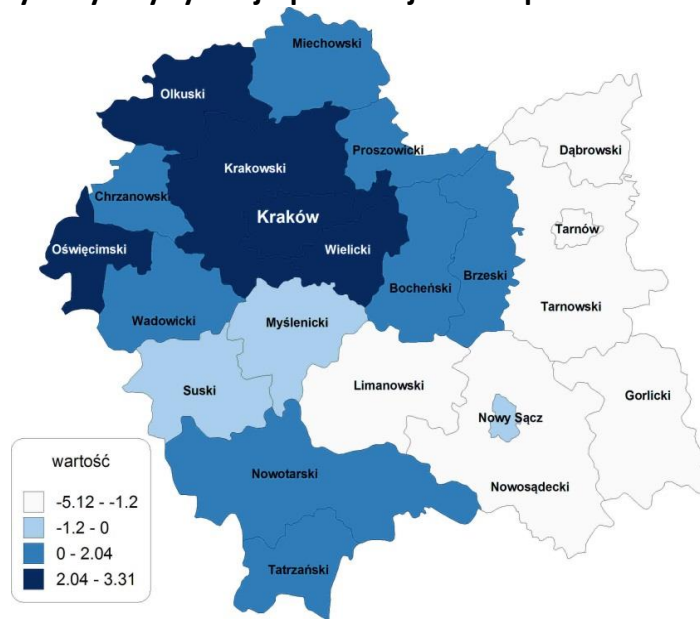 Miechowski
Olkuski
Proszowicki
Dąbrowski
Krakowski
Chrzanowski
Kraków
Tarnów
Oświęcimski
Wielicki
Brzeski
Bocheński
Tarnowski
Wadowicki
Myślenicki
Limanowski
Suski
Gorlicki
Nowy Sącz
Nowotarski
Nowosądecki
Tatrzański
wartość
-5.12 - -1.2
-1.2 - 0
0 - 2.04
2.04 - 3.31